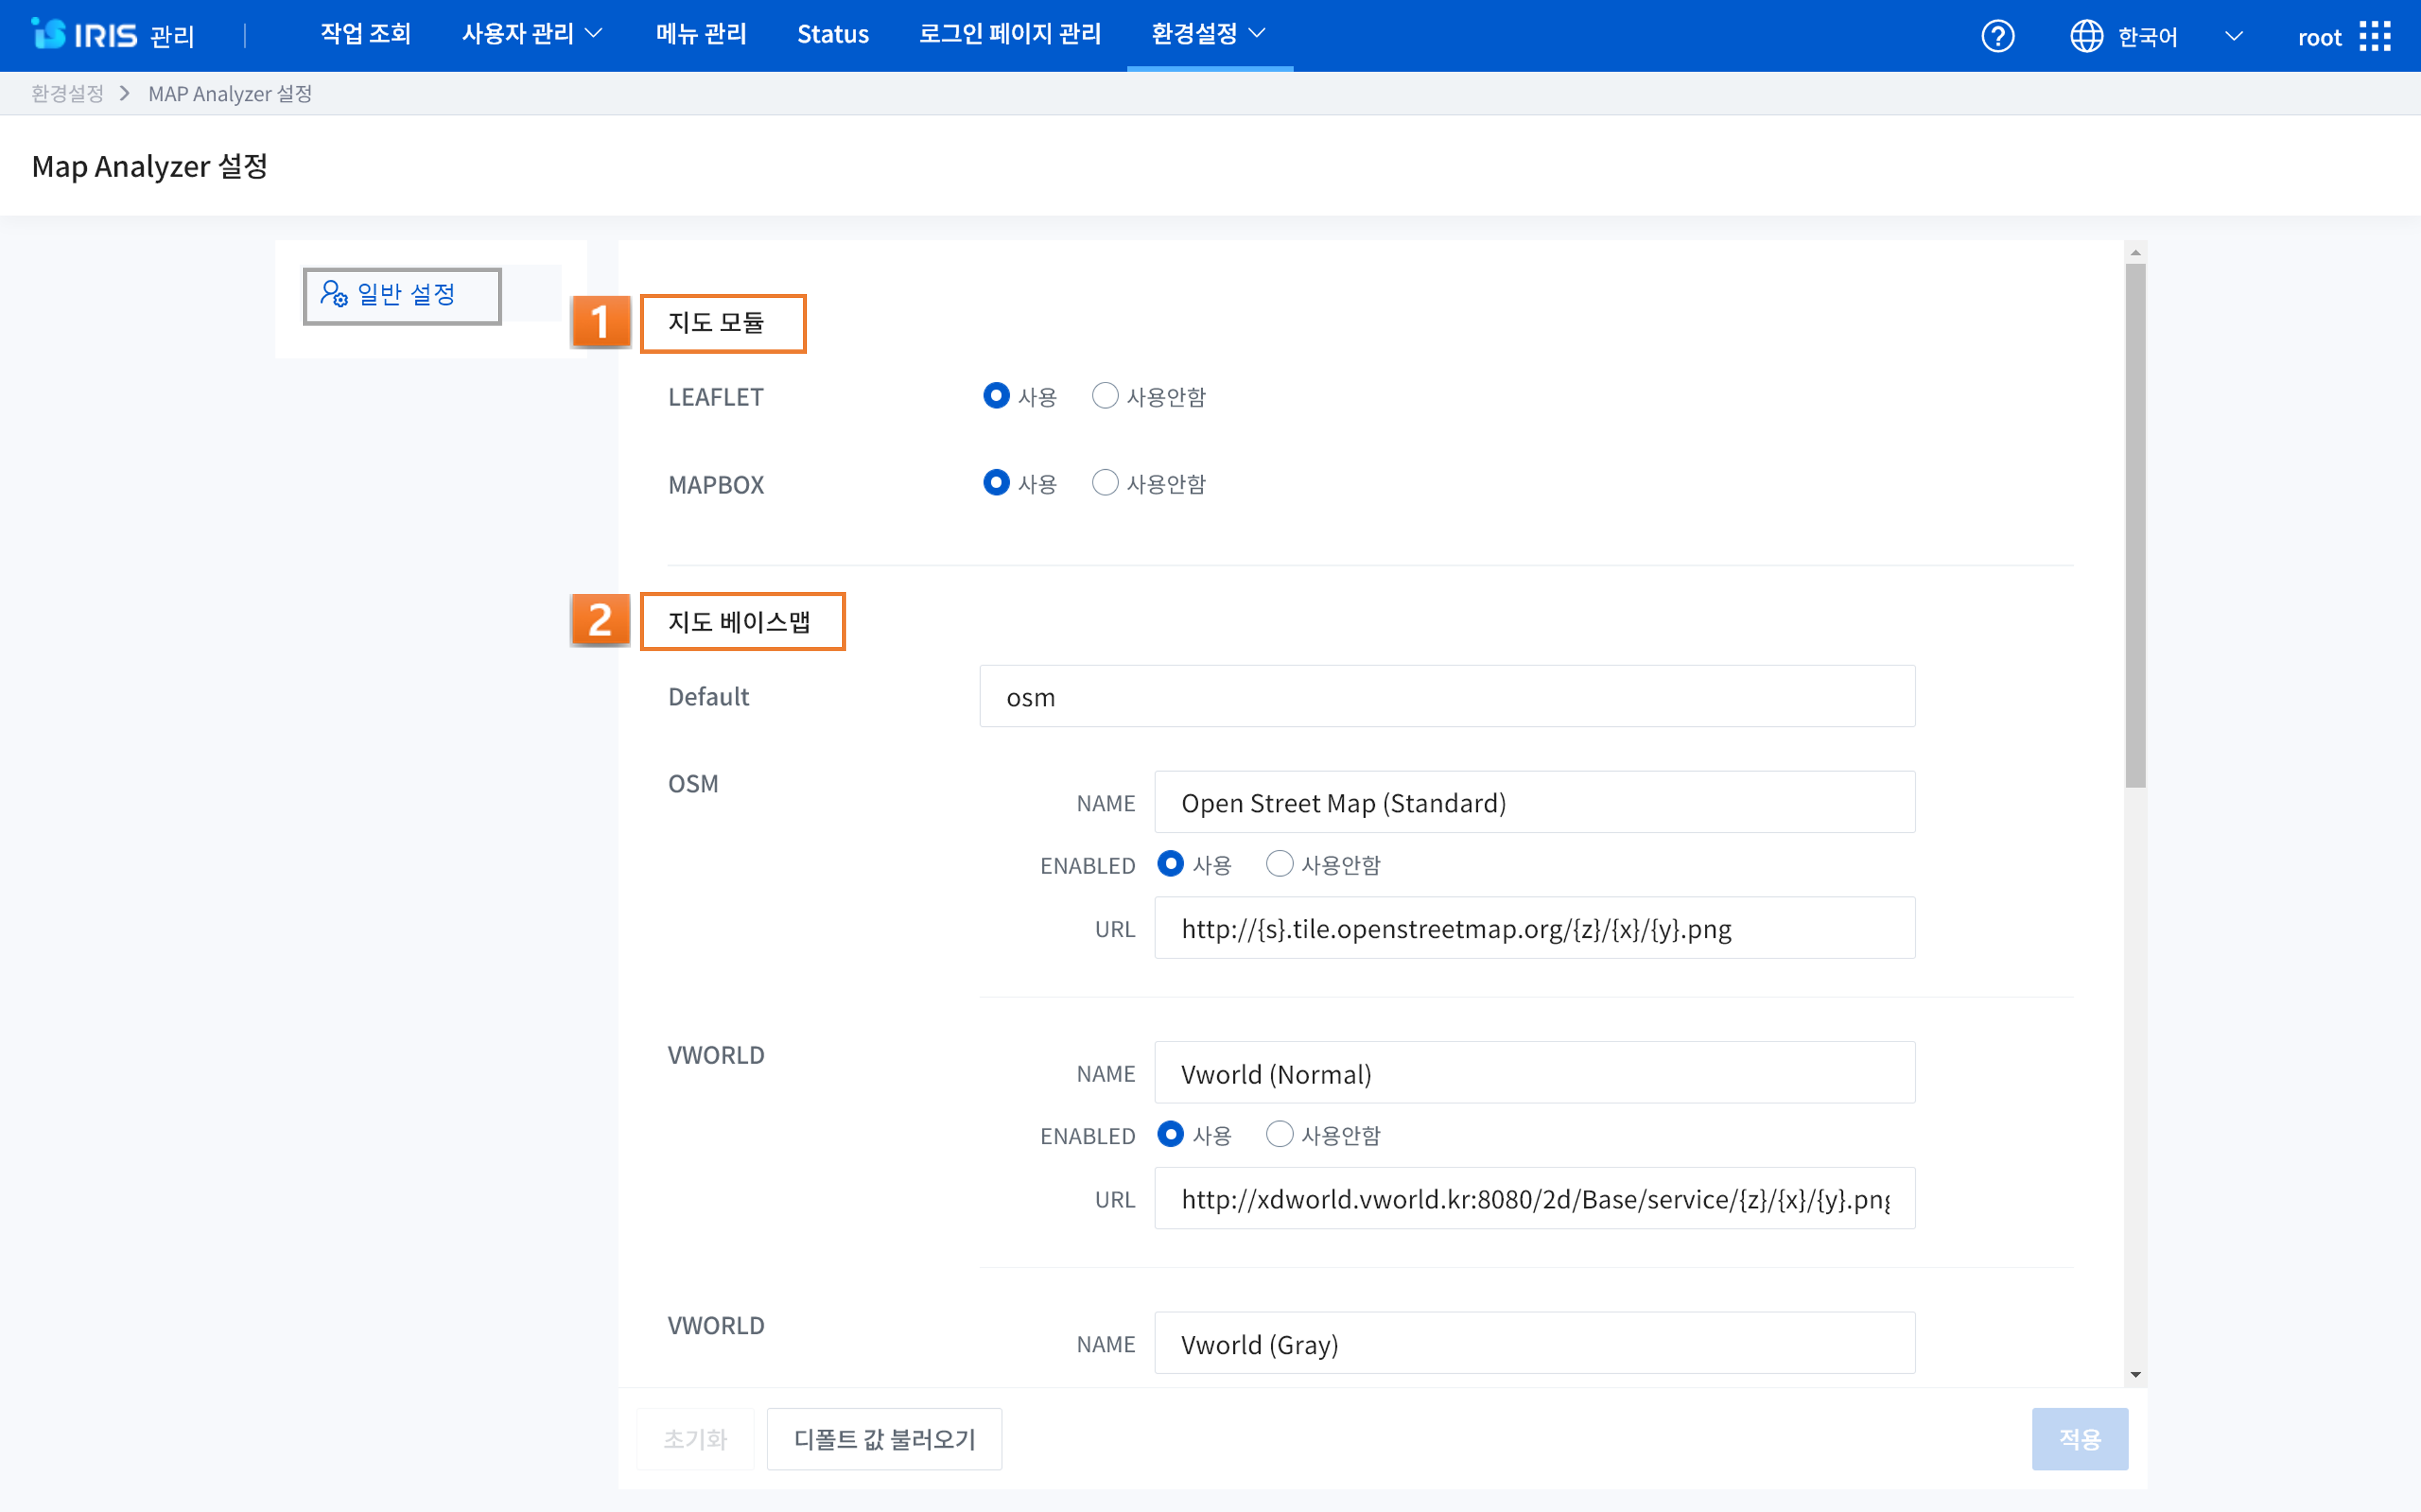 IRIS 관리 | 작업 조회 사용자 관리 메뉴 관리 Status 로그인 페이지 관리 환경설정 ? 한국어 root
환경설정 > MAP Analyzer 설정
Map Analyzer 설정
일반 설정
1 지도 모듈
LEAFLET 사용 사용안함
MAPBOX 사용 사용안함
2 지도 베이스맵
Default osm
OSM
NAME Open Street Map (Standard)
ENABLED 사용 사용안함
URL http://{s}.tile.openstreetmap.org/{z}/{x}/{y}.png
VWORLD
NAME Vworld (Normal)
ENABLED 사용 사용안함
URL http://xdworld.vworld.kr:8080/2d/Base/service/{z}/{x}/{y}.png
VWORLD
NAME Vworld (Gray)
초기화 디폴트 값 불러오기 적용